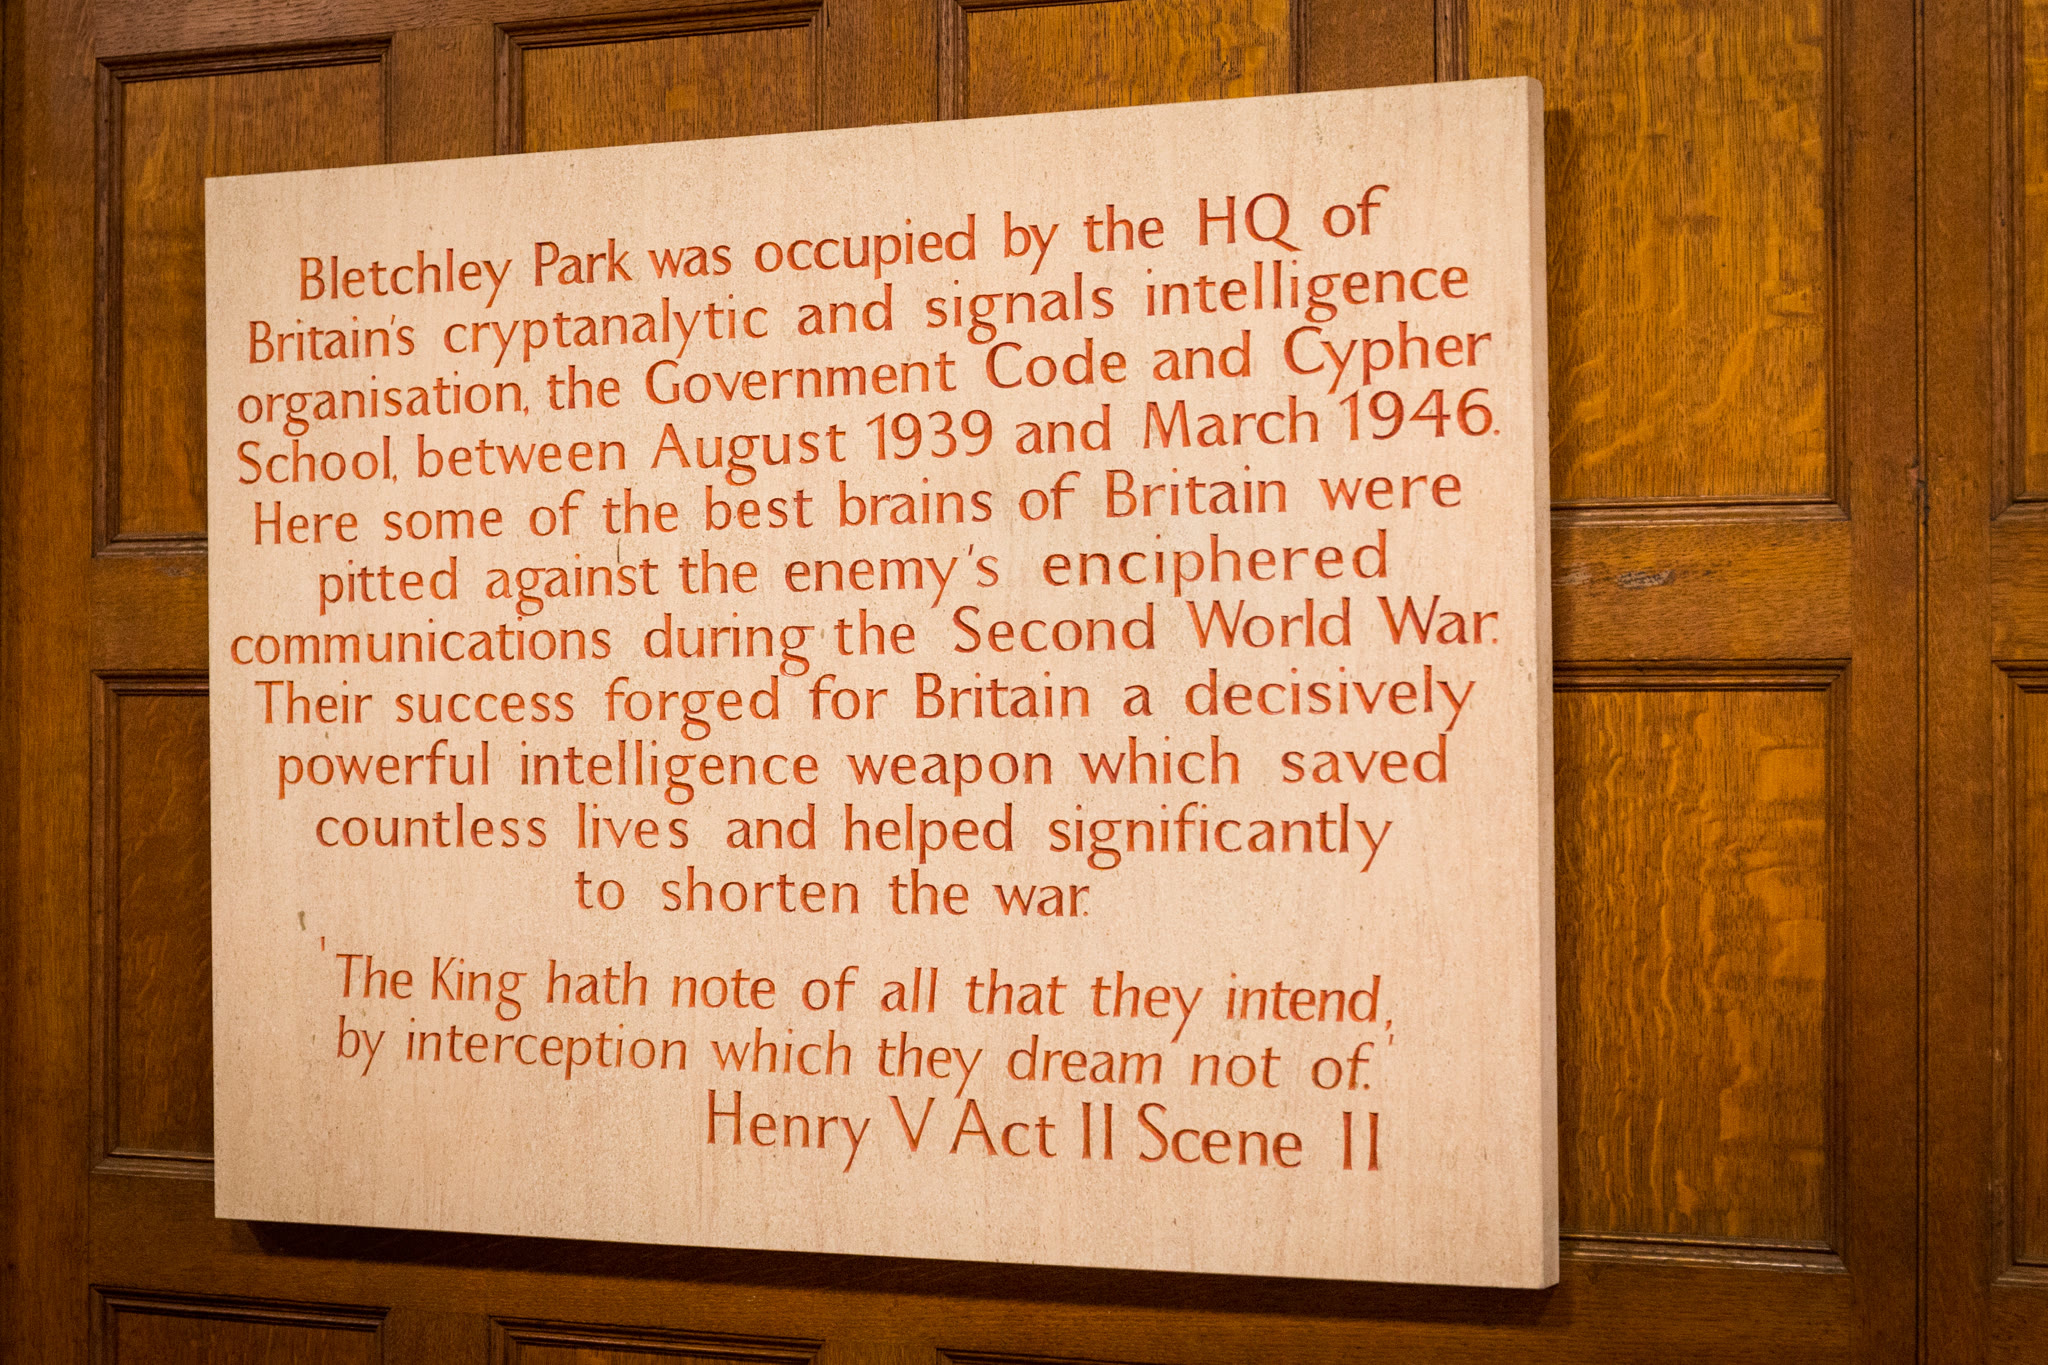 Bletchley Park was occupied by the HQ of
Britain's cryptanalytic and signals intelligence
organisation, the Government Code and Cypher
School, between August 1939 and March 1946.
Here some of the best brains of Britain were
pitted against the enemy's enciphered
communications during the Second World War.
Their success forged for Britain a decisively
powerful intelligence weapon which saved
countless lives and helped significantly
to shorten the war.
'The King hath note of all that they intend,
by interception which they dream not of.'
Henry V Act II Scene II